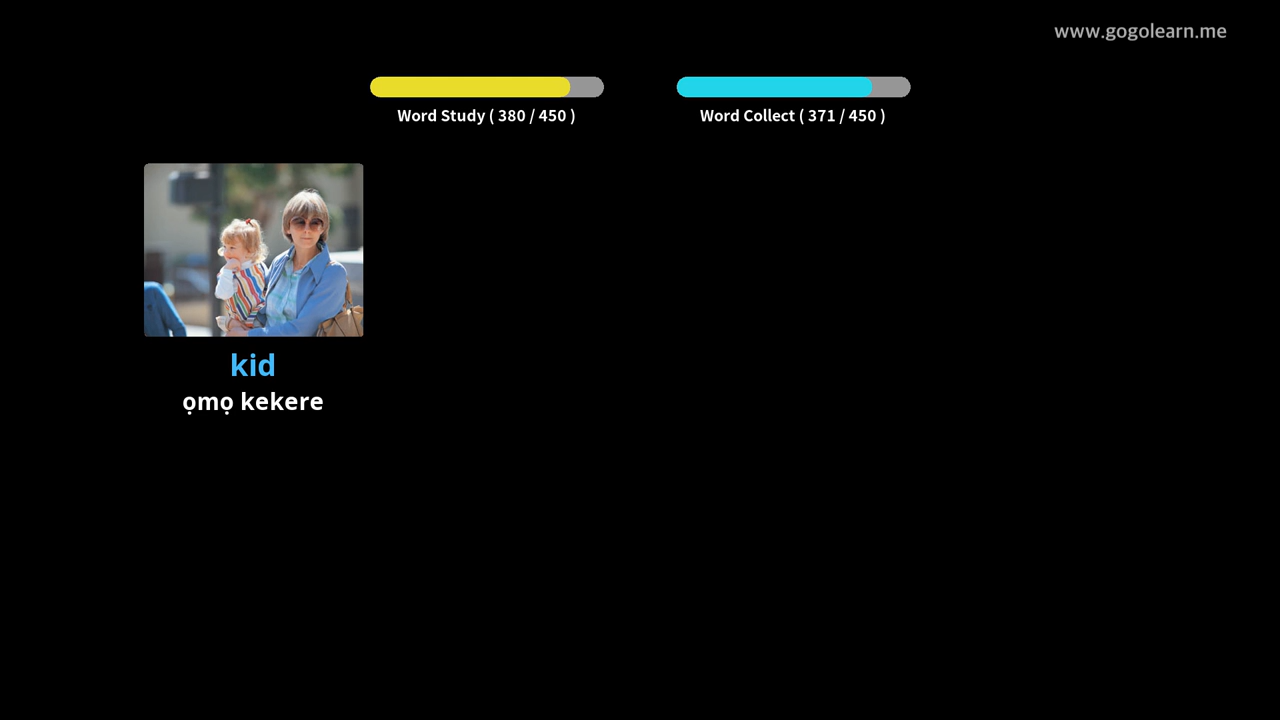 www.gogolearn.me
Word Study ( 380 / 450 )
Word Collect ( 371 / 450 )
kid
ọmọ kekere